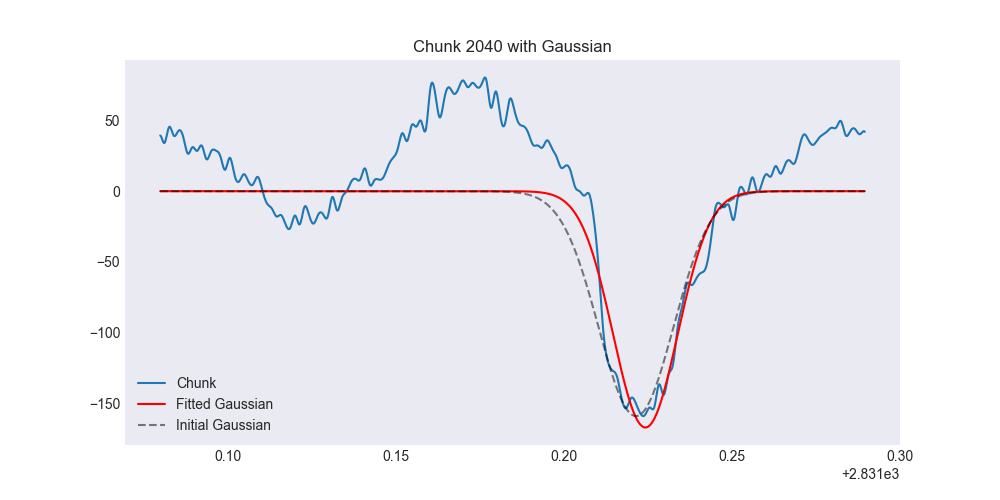 Chunk 2040 with Gaussian
50
0
−50
−100
−150
Chunk
Fitted Gaussian
Initial Gaussian
0.10 0.15 0.20 0.25 0.30
+2.831e3